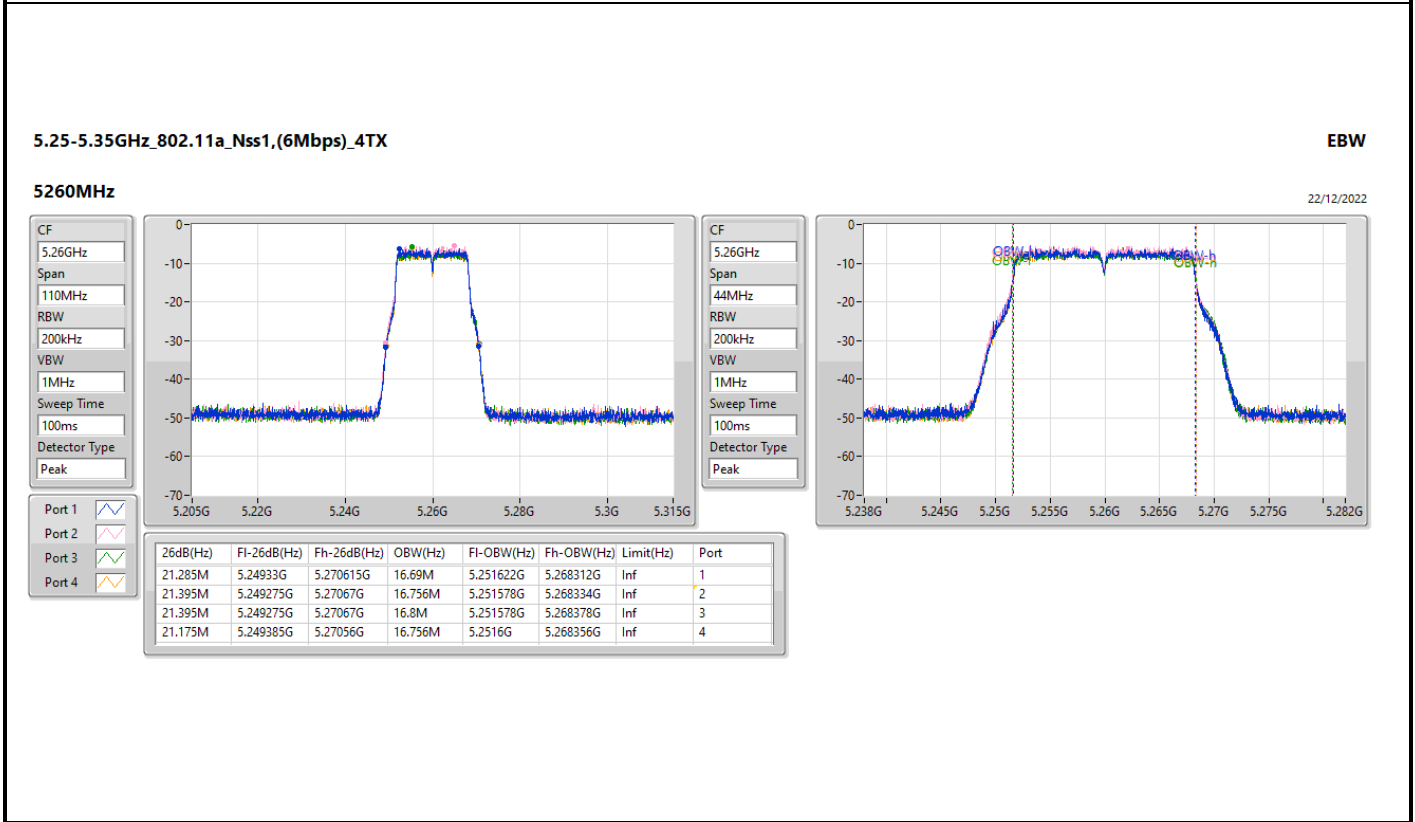 5.25-5.35GHz_802.11a_Nss1,(6Mbps)_4TX
EBW
5260MHz
22/12/2022
CF
5.26GHz
Span
110MHz
RBW
200kHz
VBW
1MHz
Sweep Time
100ms
Detector Type
Peak
0
-10
-20
-30
-40
-50
-60
-70
5.205G 5.22G 5.24G 5.26G 5.28G 5.3G 5.315G
CF
5.26GHz
Span
44MHz
RBW
200kHz
VBW
1MHz
Sweep Time
100ms
Detector Type
Peak
0
-10
-20
-30
-40
-50
-60
-70
OBW-h
OBW-h
5.238G 5.245G 5.25G 5.255G 5.26G 5.265G 5.27G 5.275G 5.282G
Port 1
Port 2
Port 3
Port 4
26dB(Hz) Fl-26dB(Hz) Fh-26dB(Hz) OBW(Hz) Fl-OBW(Hz) Fh-OBW(Hz) Limit(Hz) Port
21.285M 5.24933G 5.270615G 16.69M 5.251622G 5.268312G Inf 1
21.395M 5.249275G 5.27067G 16.756M 5.251578G 5.268334G Inf 2
21.395M 5.249275G 5.27067G 16.8M 5.251578G 5.268378G Inf 3
21.175M 5.249385G 5.27056G 16.756M 5.2516G 5.268356G Inf 4